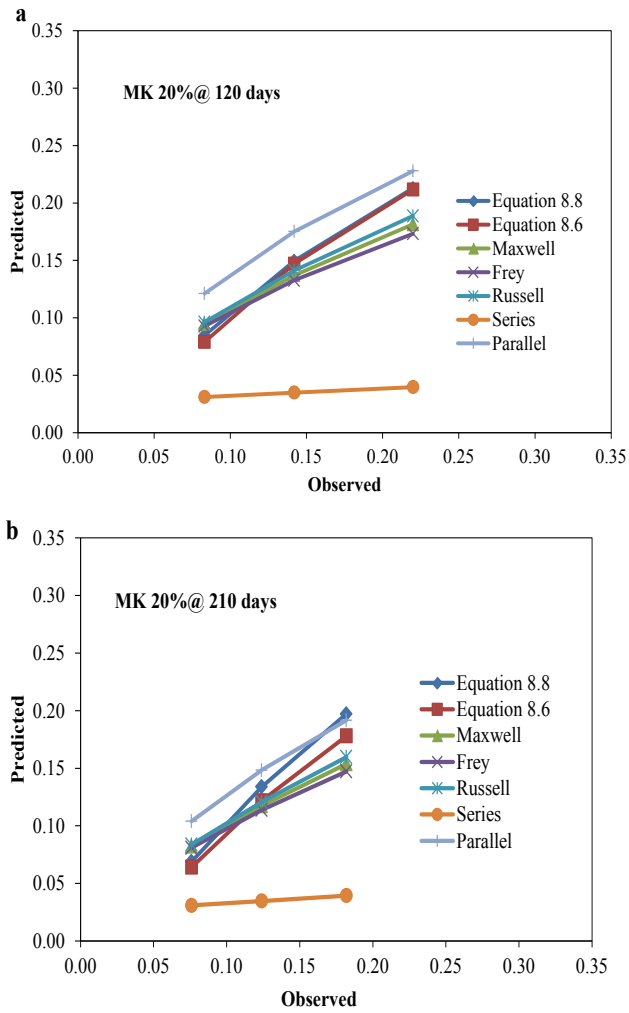 a
0.35
0.30
0.25
0.20
0.15
0.10
0.05
0.00
Predicted
MK 20%@ 120 days
Equation 8.8
Equation 8.6
Maxwell
Frey
Russell
Series
Parallel
0.00 0.05 0.10 0.15 0.20 0.25 0.30 0.35
Observed
b
0.35
0.30
0.25
0.20
0.15
0.10
0.05
0.00
Predicted
MK 20%@ 210 days
Equation 8.8
Equation 8.6
Maxwell
Frey
Russell
Series
Parallel
0.00 0.05 0.10 0.15 0.20 0.25 0.30 0.35
Observed